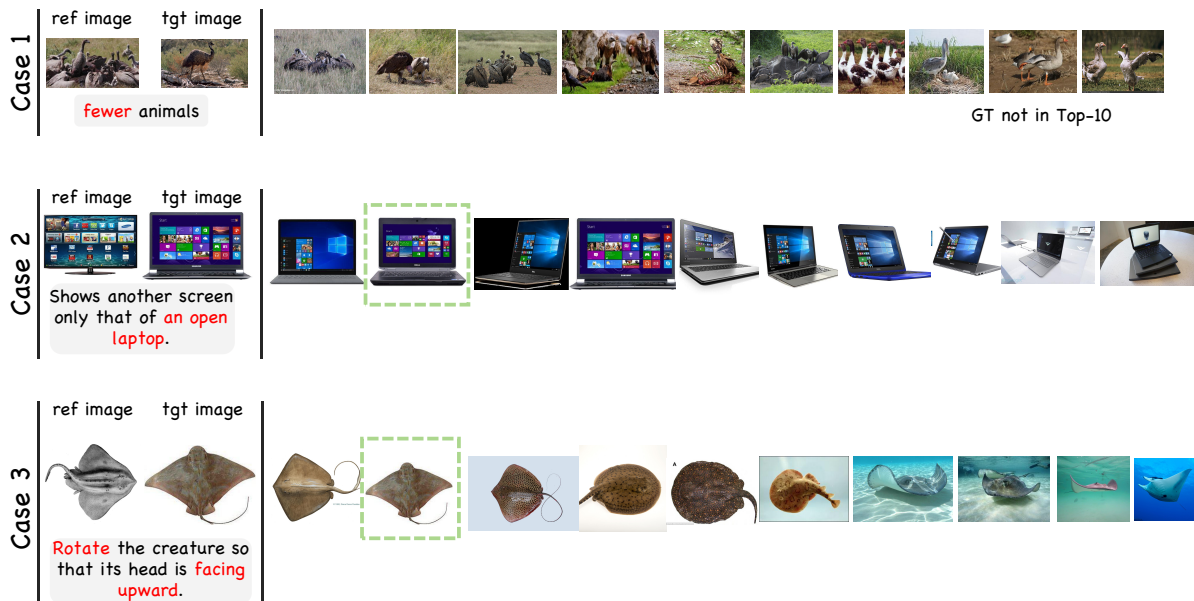 Case 1
ref image
tgt image
fewer animals
GT not in Top-10
Case 2
ref image
tgt image
Shows another screen
only that of an open
laptop.
Case 3
ref image
tgt image
Rotate the creature so
that its head is facing
upward.
A